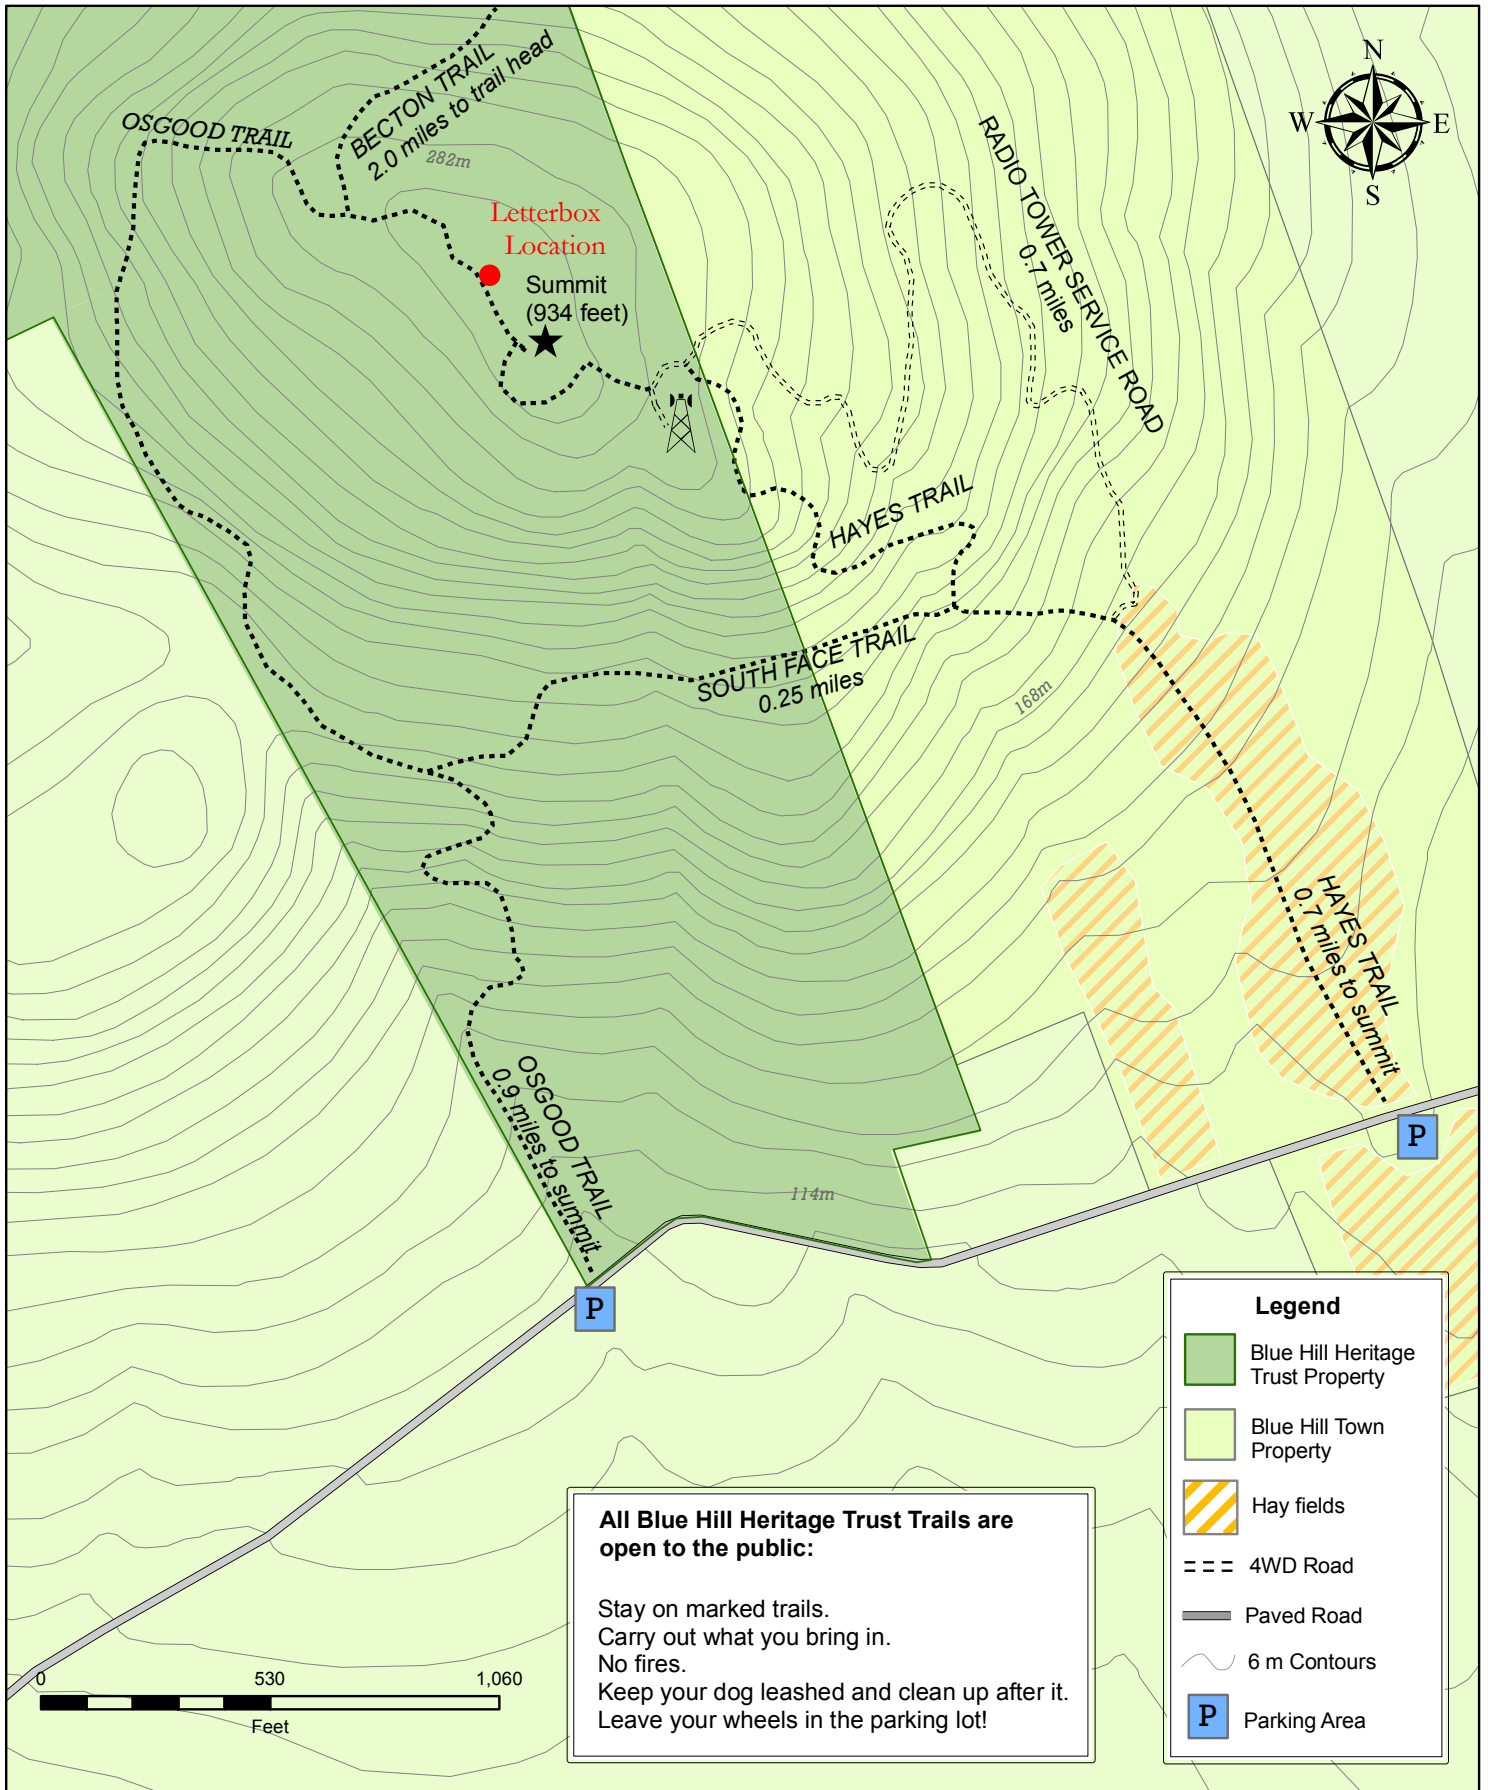 N
W
E
S
BECTON TRAIL
2.0 miles to trail head
OSGOOD TRAIL
282m
RADIO TOWER SERVICE ROAD
0.7 miles
Letterbox
Location
Summit
(934 feet)
HAYES TRAIL
SOUTH FACE TRAIL
0.25 miles
168m
HAYES TRAIL
0.7 miles to summit
OSGOOD TRAIL
0.9 miles to summit
P
114m
P
Legend
Blue Hill Heritage
Trust Property
Blue Hill Town
Property
Hay fields
4WD Road
Paved Road
6 m Contours
P
Parking Area
All Blue Hill Heritage Trust Trails are
open to the public:
Stay on marked trails.
Carry out what you bring in.
No fires.
Keep your dog leashed and clean up after it.
Leave your wheels in the parking lot!
0 530 1,060
Feet